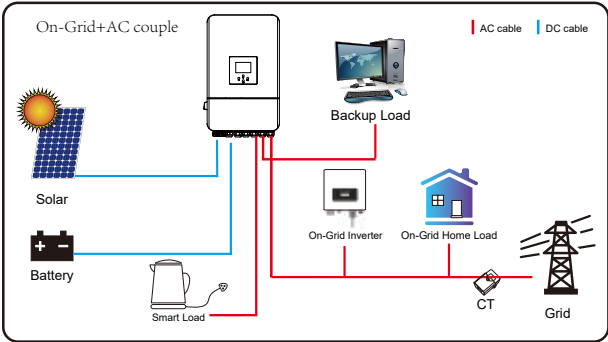 On-Grid+AC couple
AC cable
DC cable
Backup Load
Solar
On-Grid Inverter
On-Grid Home Load
Battery
Smart Load
CT
Grid